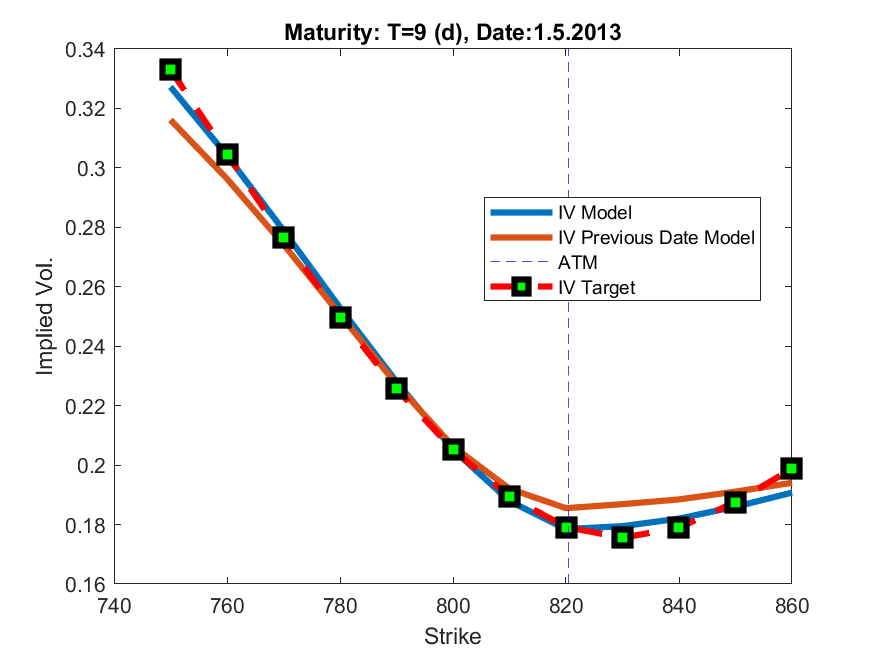 Maturity: T=9 (d), Date:1.5.2013
0.34
0.32
0.3
0.28
0.26
0.24
0.22
0.2
0.18
0.16
Implied Vol.
IV Model
IV Previous Date Model
ATM
IV Target
740 760 780 800 820 840 860
Strike